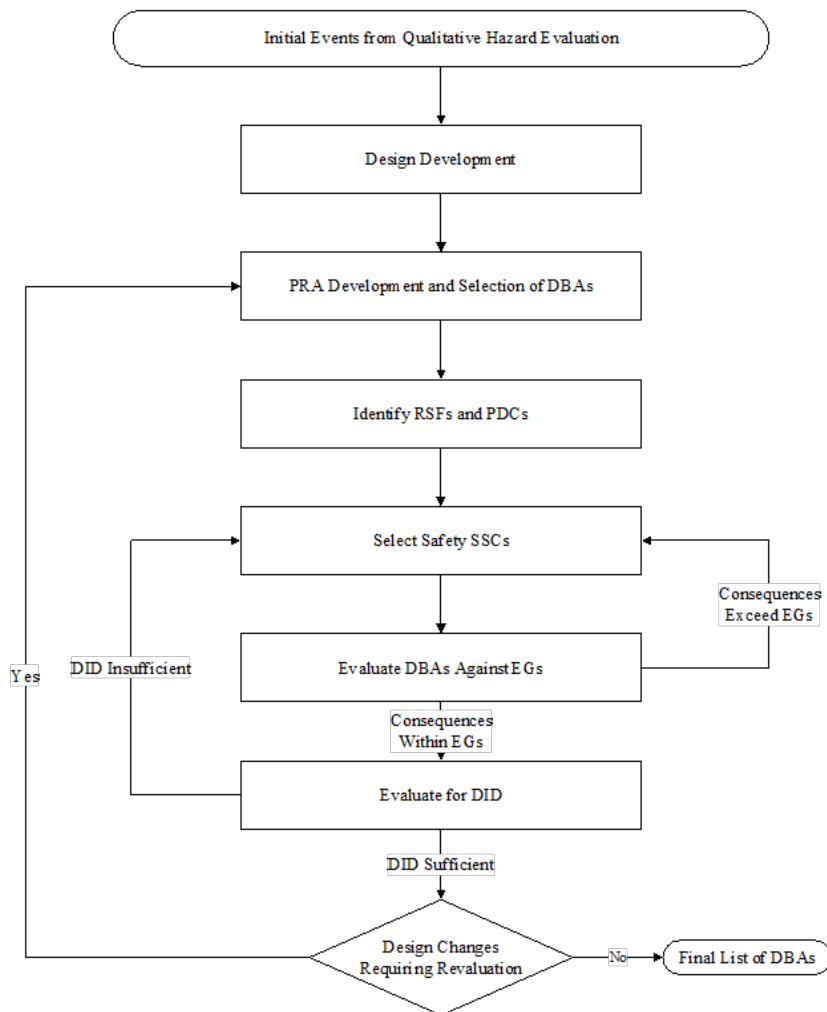 Initial Events from Qualitative Hazard Evaluation
Design Development
PRA Development and Selection of DBAs
Identify RSFs and PDCs
Select Safety SSCs
Consequences
Exceed EGs
DID Insufficient
Yes
Evaluate DBAs Against EGs
Consequences
Within EGs
Evaluate for DID
DID Sufficient
Design Changes
Requiring Revaluation
No
Final List of DBAs